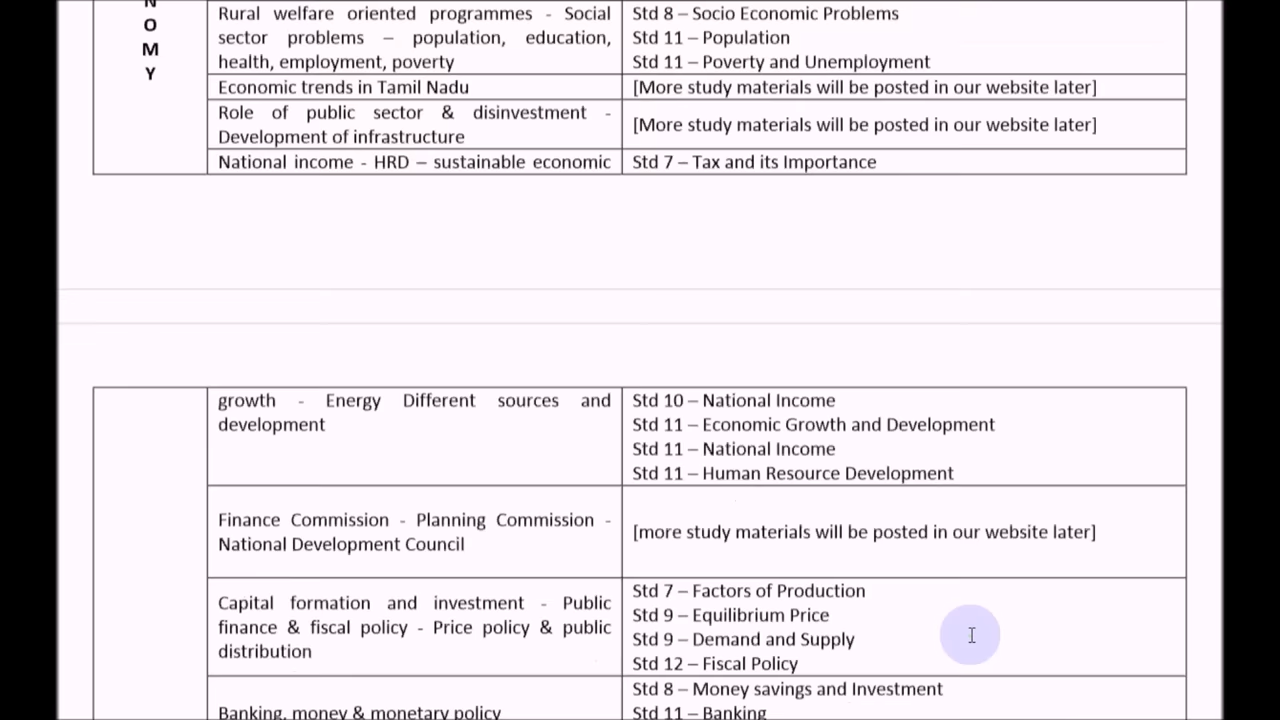 N
O
M
Y
Rural welfare oriented programmes - Social
sector problems – population, education,
health, employment, poverty
Std 8 – Socio Economic Problems
Std 11 – Population
Std 11 – Poverty and Unemployment
Economic trends in Tamil Nadu
[More study materials will be posted in our website later]
Role of public sector & disinvestment -
Development of infrastructure
[More study materials will be posted in our website later]
National income - HRD – sustainable economic
Std 7 – Tax and its Importance
growth - Energy Different sources and
development
Std 10 – National Income
Std 11 – Economic Growth and Development
Std 11 – National Income
Std 11 – Human Resource Development
Finance Commission - Planning Commission -
National Development Council
[more study materials will be posted in our website later]
Capital formation and investment - Public
finance & fiscal policy - Price policy & public
distribution
Std 7 – Factors of Production
Std 9 – Equilibrium Price
Std 9 – Demand and Supply
Std 12 – Fiscal Policy
Banking, money & monetary policy
Std 8 – Money savings and Investment
Std 11 – Banking